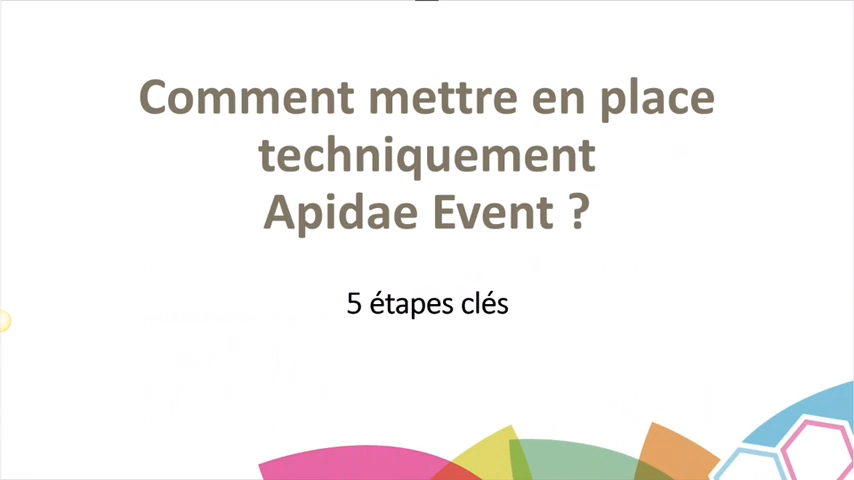 Comment mettre en place
techniquement
Apidae Event ?
5 étapes clés